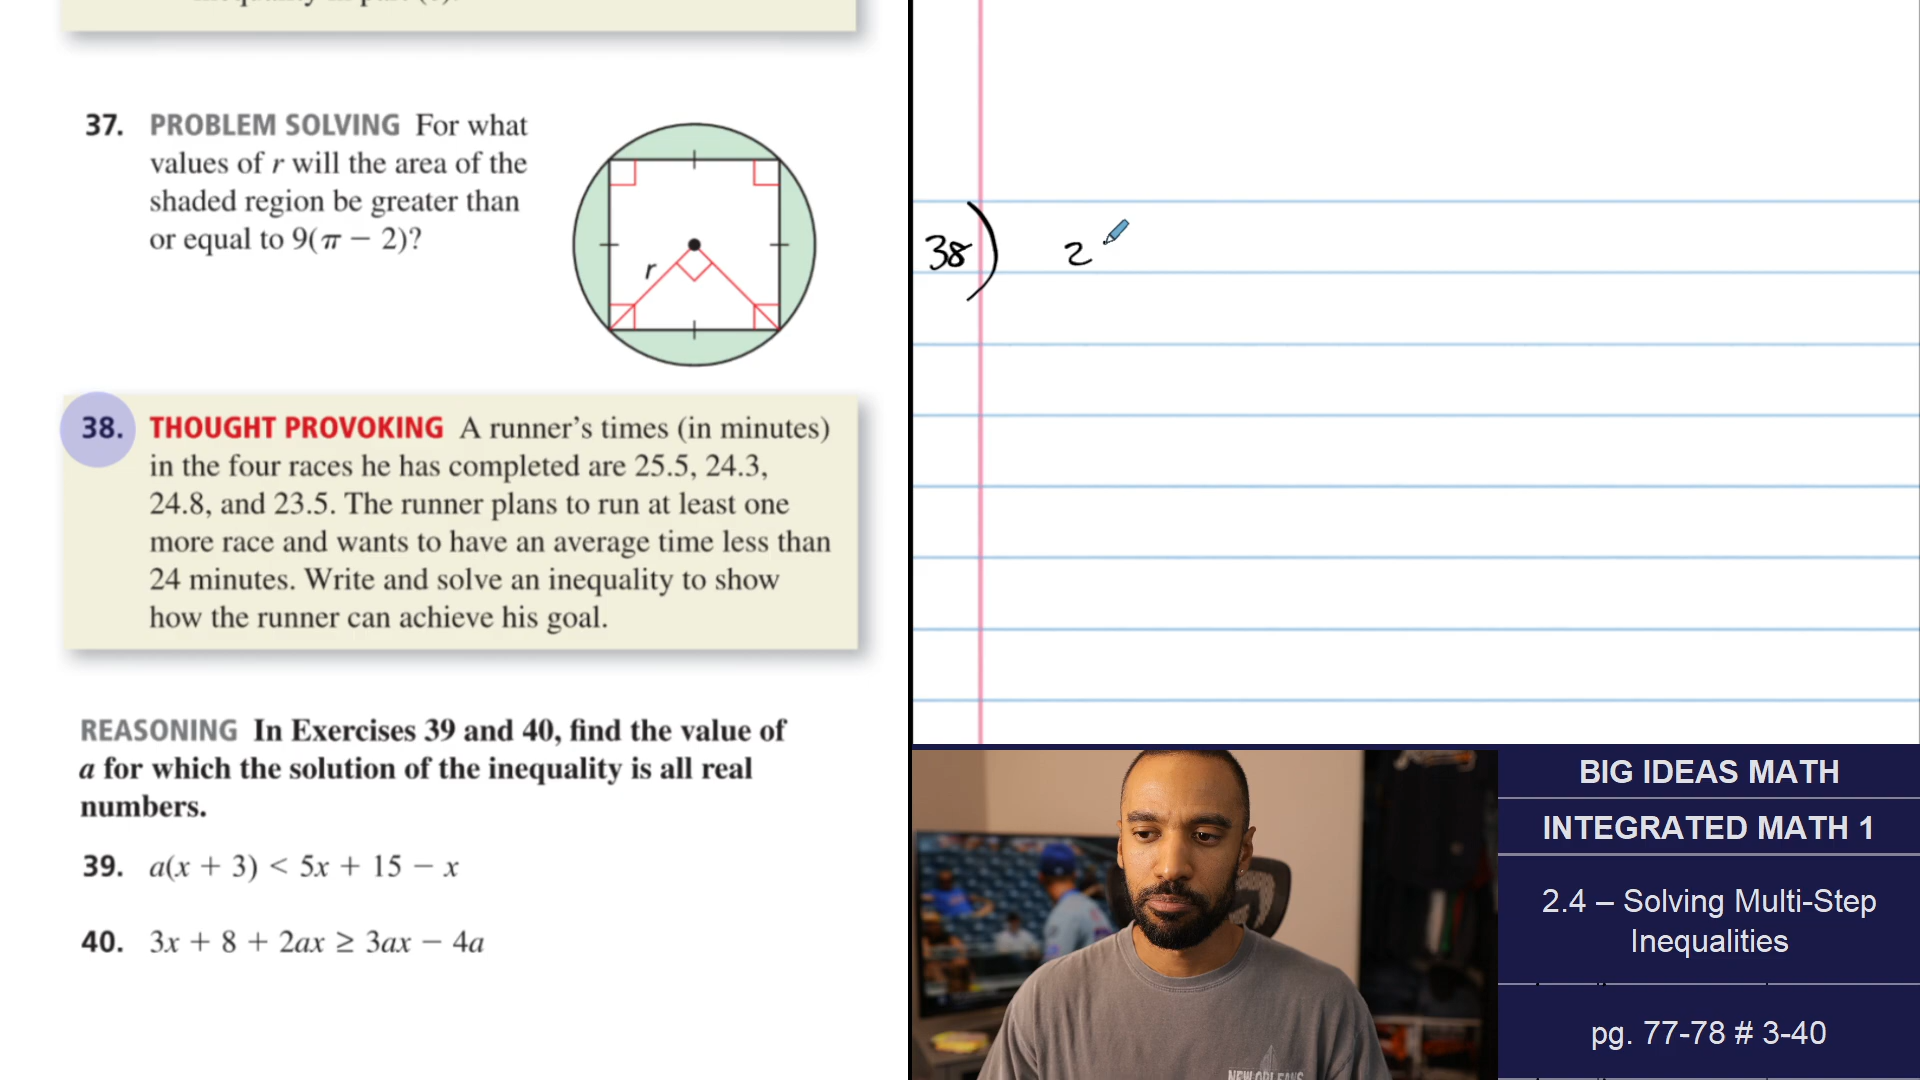 37. PROBLEM SOLVING For what
values of r will the area of the
shaded region be greater than
or equal to 9(π − 2)?
r
38. THOUGHT PROVOKING A runner's times (in minutes)
in the four races he has completed are 25.5, 24.3,
24.8, and 23.5. The runner plans to run at least one
more race and wants to have an average time less than
24 minutes. Write and solve an inequality to show
how the runner can achieve his goal.
REASONING In Exercises 39 and 40, find the value of
a for which the solution of the inequality is all real
numbers.
39. a(x + 3) < 5x + 15 − x
40. 3x + 8 + 2ax ≥ 3ax − 4a
38) 2
BIG IDEAS MATH
INTEGRATED MATH 1
2.4 – Solving Multi-Step
Inequalities
pg. 77-78 # 3-40